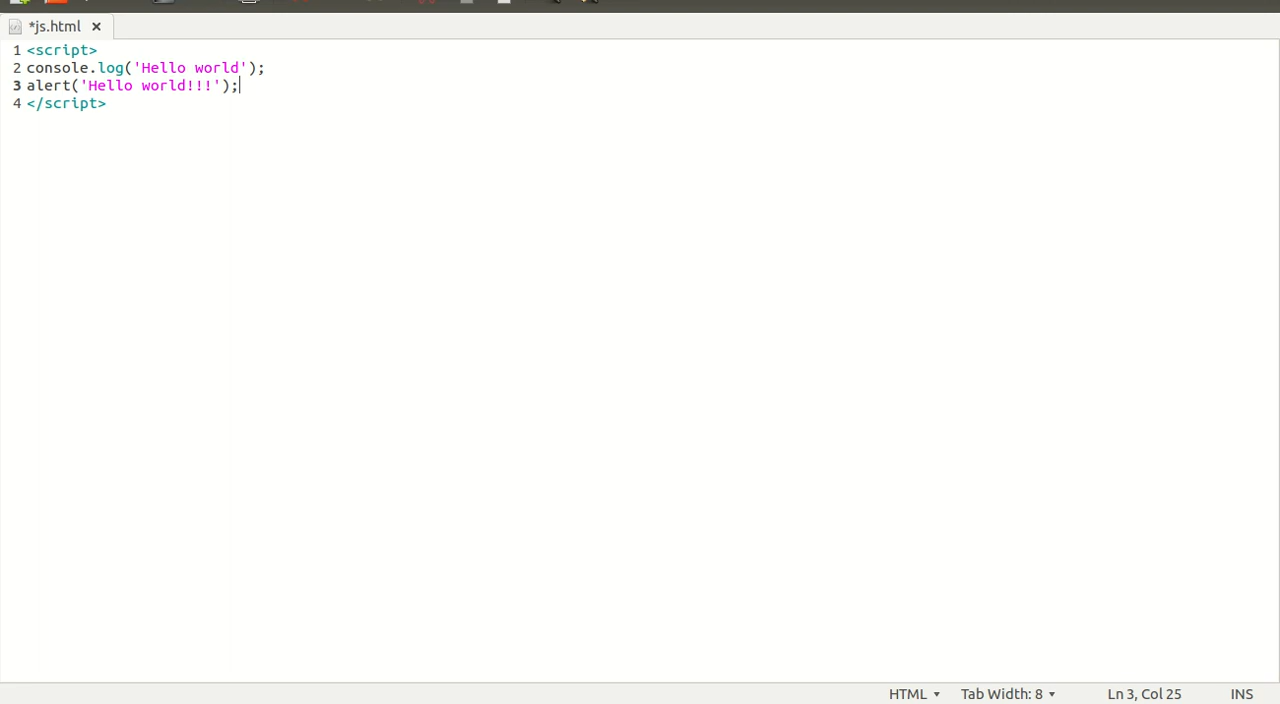 *js.html ×
1 <script>
2 console.log('Hello world');
3 alert('Hello world!!!');
4 </script>
HTML ▾ Tab Width: 8 ▾ Ln 3, Col 25 INS